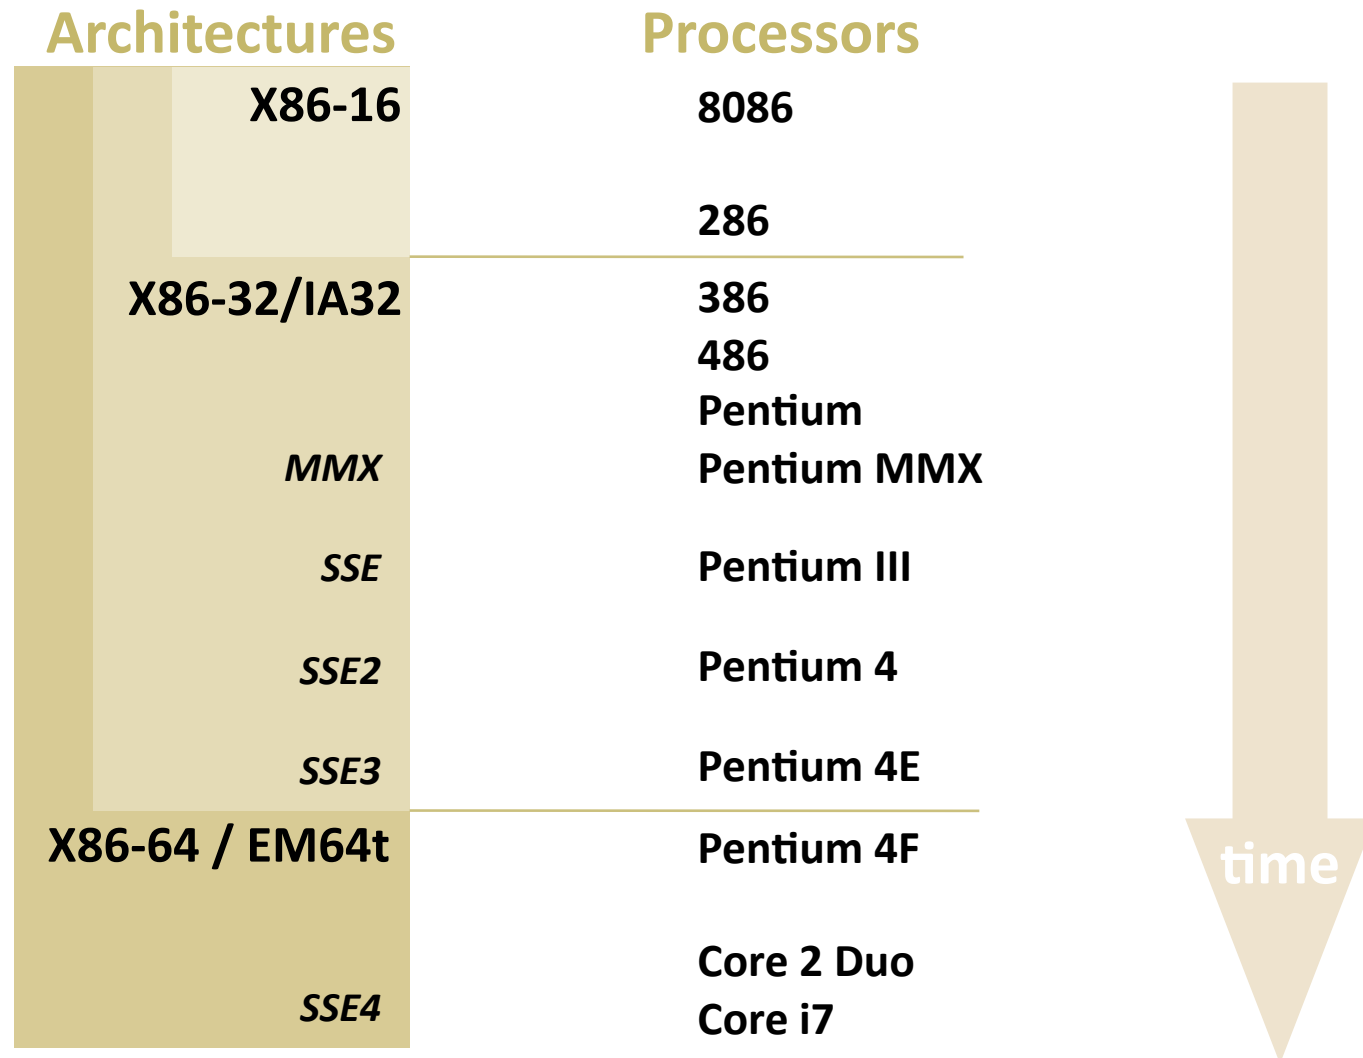 Architectures Processors
X86-16 8086
286
X86-32/IA32 386
486
Pentium
MMX Pentium MMX
SSE Pentium III
SSE2 Pentium 4
SSE3 Pentium 4E
X86-64 / EM64t Pentium 4F
time
Core 2 Duo
SSE4 Core i7